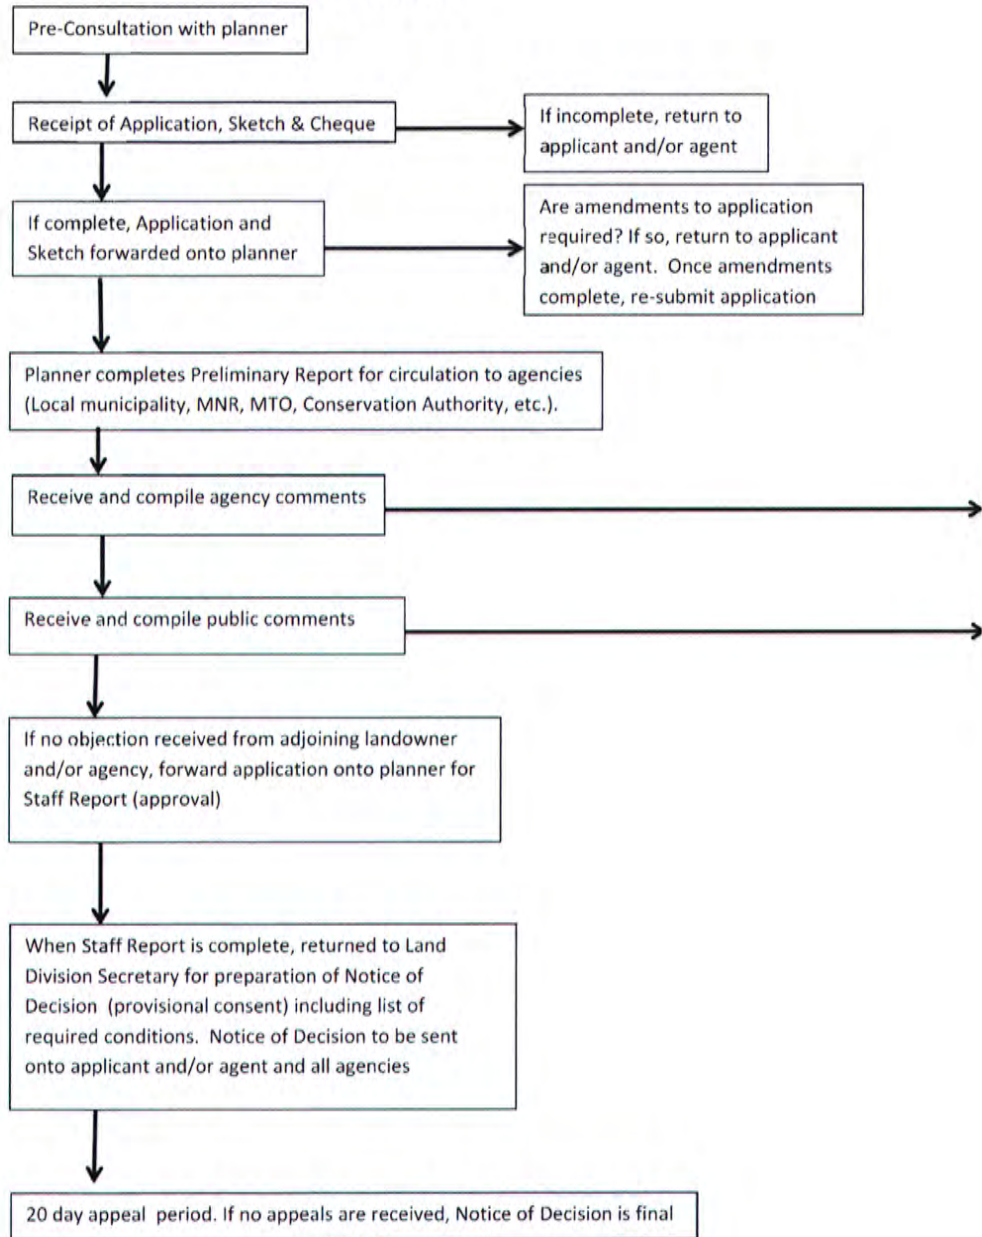 Pre-Consultation with planner
Receipt of Application, Sketch & Cheque
If incomplete, return to
applicant and/or agent
If complete, Application and
Sketch forwarded onto planner
Are amendments to application
required? If so, return to applicant
and/or agent.  Once amendments
complete, re-submit application
Planner completes Preliminary Report for circulation to agencies
(Local municipality, MNR, MTO, Conservation Authority, etc.).
Receive and compile agency comments
Receive and compile public comments
If no objection received from adjoining landowner
and/or agency, forward application onto planner for
Staff Report (approval)
When Staff Report is complete, returned to Land
Division Secretary for preparation of Notice of
Decision  (provisional consent) including list of
required conditions.  Notice of Decision to be sent
onto applicant and/or agent and all agencies
20 day appeal  period. If no appeals are received, Notice of Decision is final